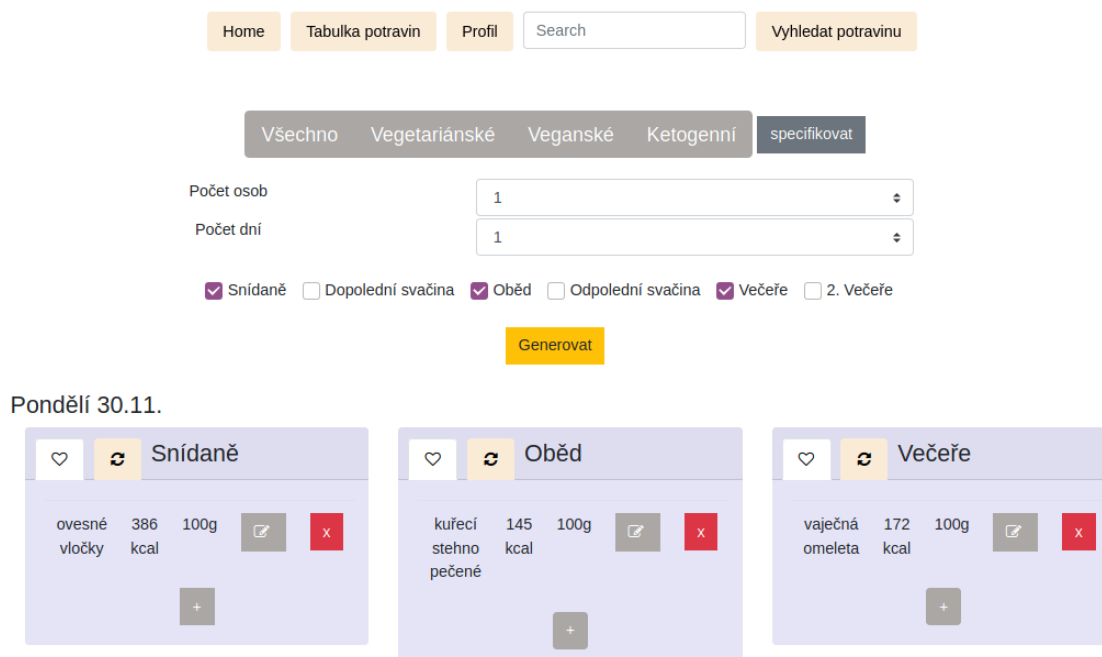 Home Tabulka potravin Profil Search Vyhledat potravinu
Všechno Vegetariánské Veganské Ketogenní specifikovat
Počet osob 1
Počet dní 1
Snídaně Dopolední svačina Oběd Odpolední svačina Večeře 2. Večeře
Generovat
Pondělí 30.11.
Snídaně
ovesné 386 100g x
vločky kcal
+
Oběd
kuřecí 145 100g x
stehno kcal
pečené
+
Večeře
vaječná 172 100g x
omeleta kcal
+